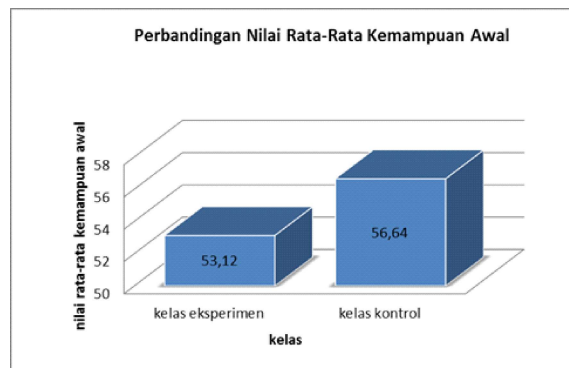 Perbandingan Nilai Rata-Rata Kemampuan Awal
nilai rata-rata kemampuan awal
58
56
54
52
50
53,12
56,64
kelas eksperimen
kelas kontrol
kelas